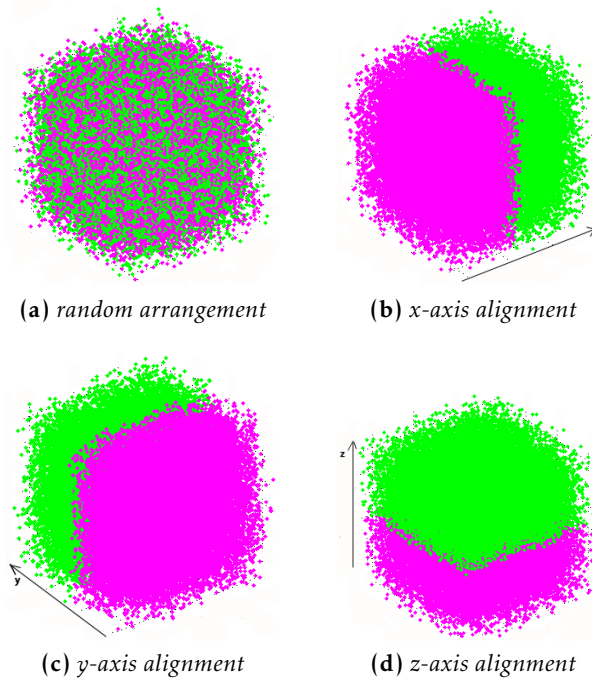 (a) random arrangement
(b) x-axis alignment
y
z
(c) y-axis alignment
(d) z-axis alignment